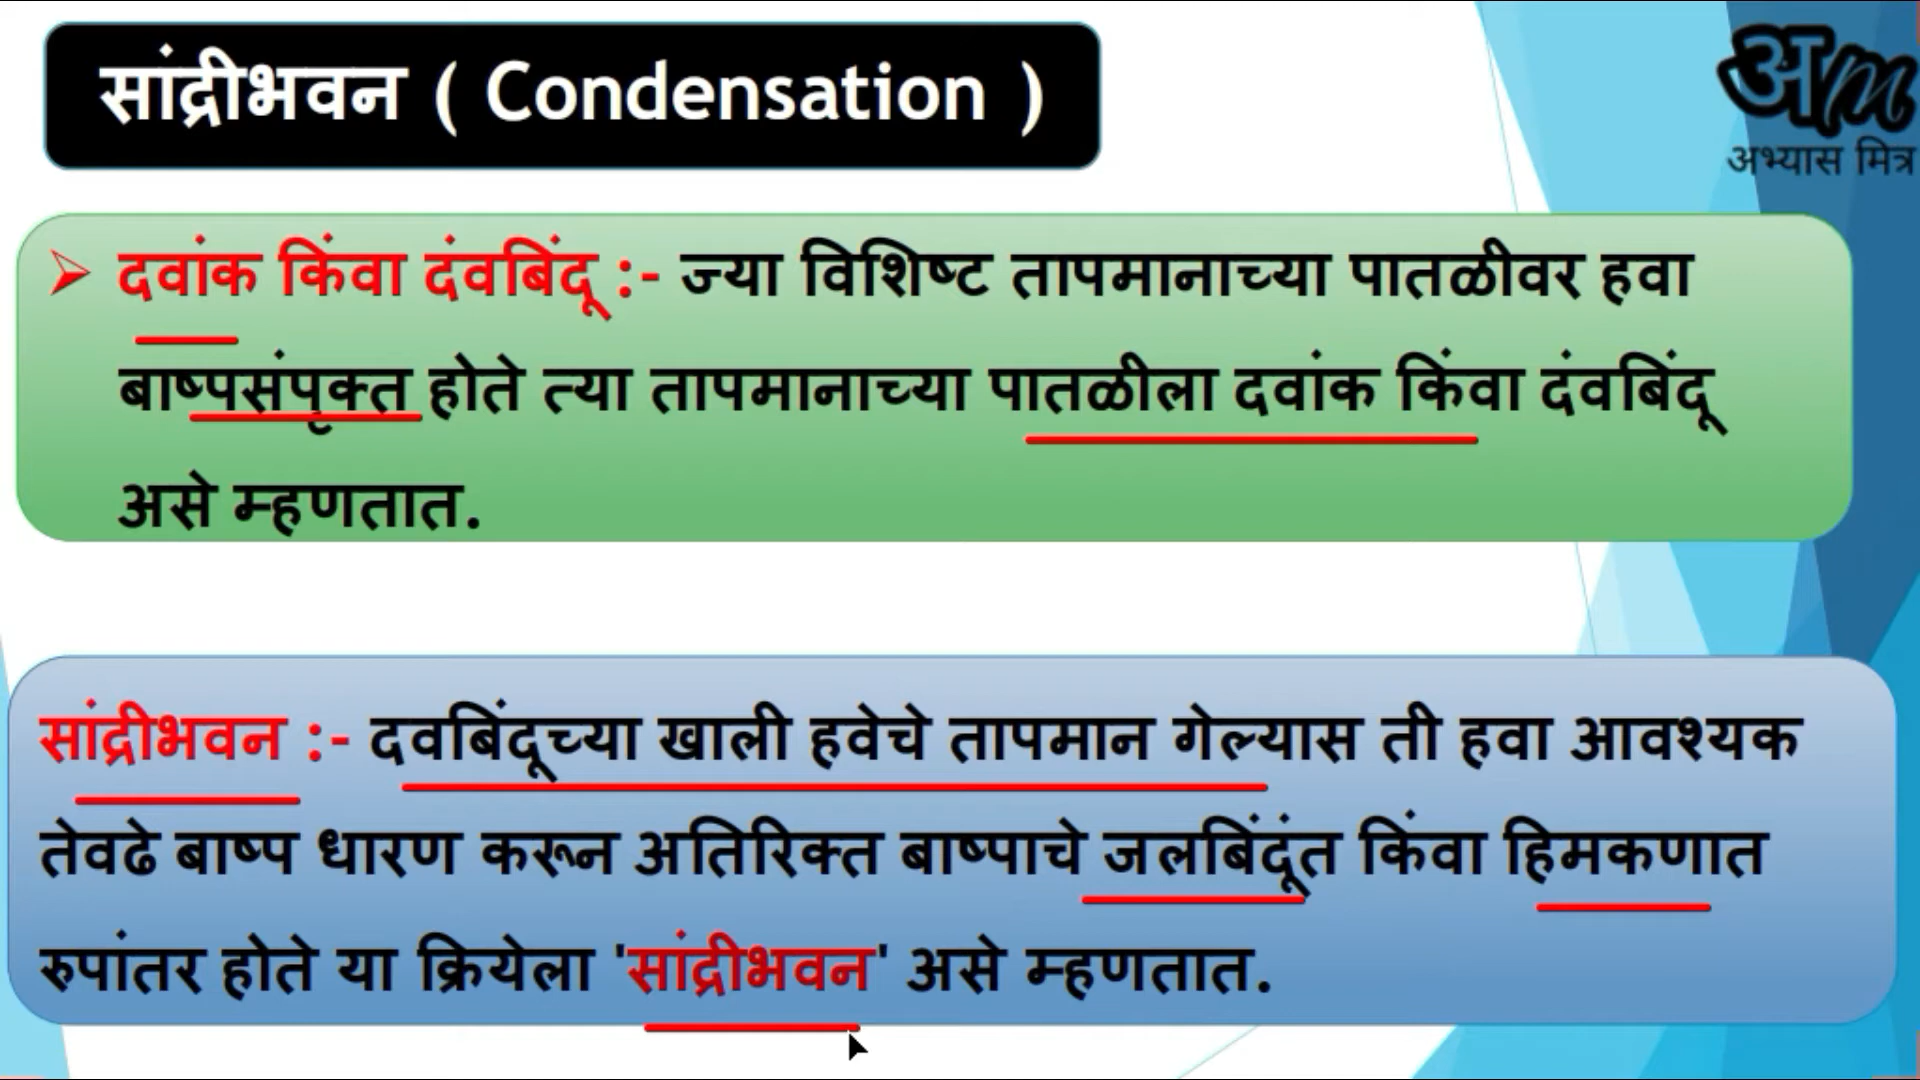 सांद्रीभवन ( Condensation )
अm
अभ्यास मित्र
➢ दवांक किंवा दंवबिंदू :- ज्या विशिष्ट तापमानाच्या पातळीवर हवा
बाष्पसंपृक्त होते त्या तापमानाच्या पातळीला दवांक किंवा दंवबिंदू
असे म्हणतात.
सांद्रीभवन :- दवबिंदूच्या खाली हवेचे तापमान गेल्यास ती हवा आवश्यक
तेवढे बाष्प धारण करून अतिरिक्त बाष्पाचे जलबिंदूंत किंवा हिमकणात
रुपांतर होते या क्रियेला 'सांद्रीभवन' असे म्हणतात.